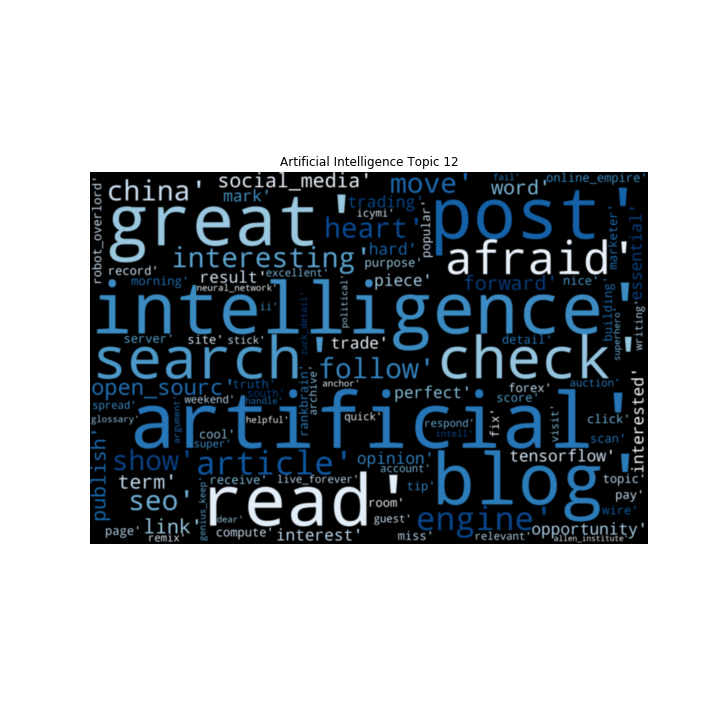 Artificial Intelligence Topic 12
robot_overlord'
china'
social_media'
mark'
move'
word'
fail'
online_empire'
great'
trading'
icymi'
heart'
popular'
post'
marketer'
essential'
interesting'
hard'
purpose'
afraid'
record'
morning'
result'
excellent'
neural_network'
piece'
forward'
nice'
political'
ii'
intelligence'
zuck_detail'
building'
superhero'
writing'
server'
site'
stick'
trade'
detail'
search'
follow'
check'
open_sourc'
truth'
south'
handle'
rankbrain'
archive'
anchor'
perfect'
forex'
score'
auction'
spread'
weekend'
glossary'
argument'
artificial'
helpful'
quick'
respond'
intell'
fix'
visit'
click'
interested'
cool'
super'
scan'
publish'
show'
article'
opinion'
account'
tensorflow'
blog'
topic'
term'
receive'
live_forever'
tip'
pay'
seo'
genius_keep'
read'
room'
guest'
engine'
wire'
opportunity'
page'
link'
remix'
dear'
compute'
interest'
miss'
relevant'
allen_institute'